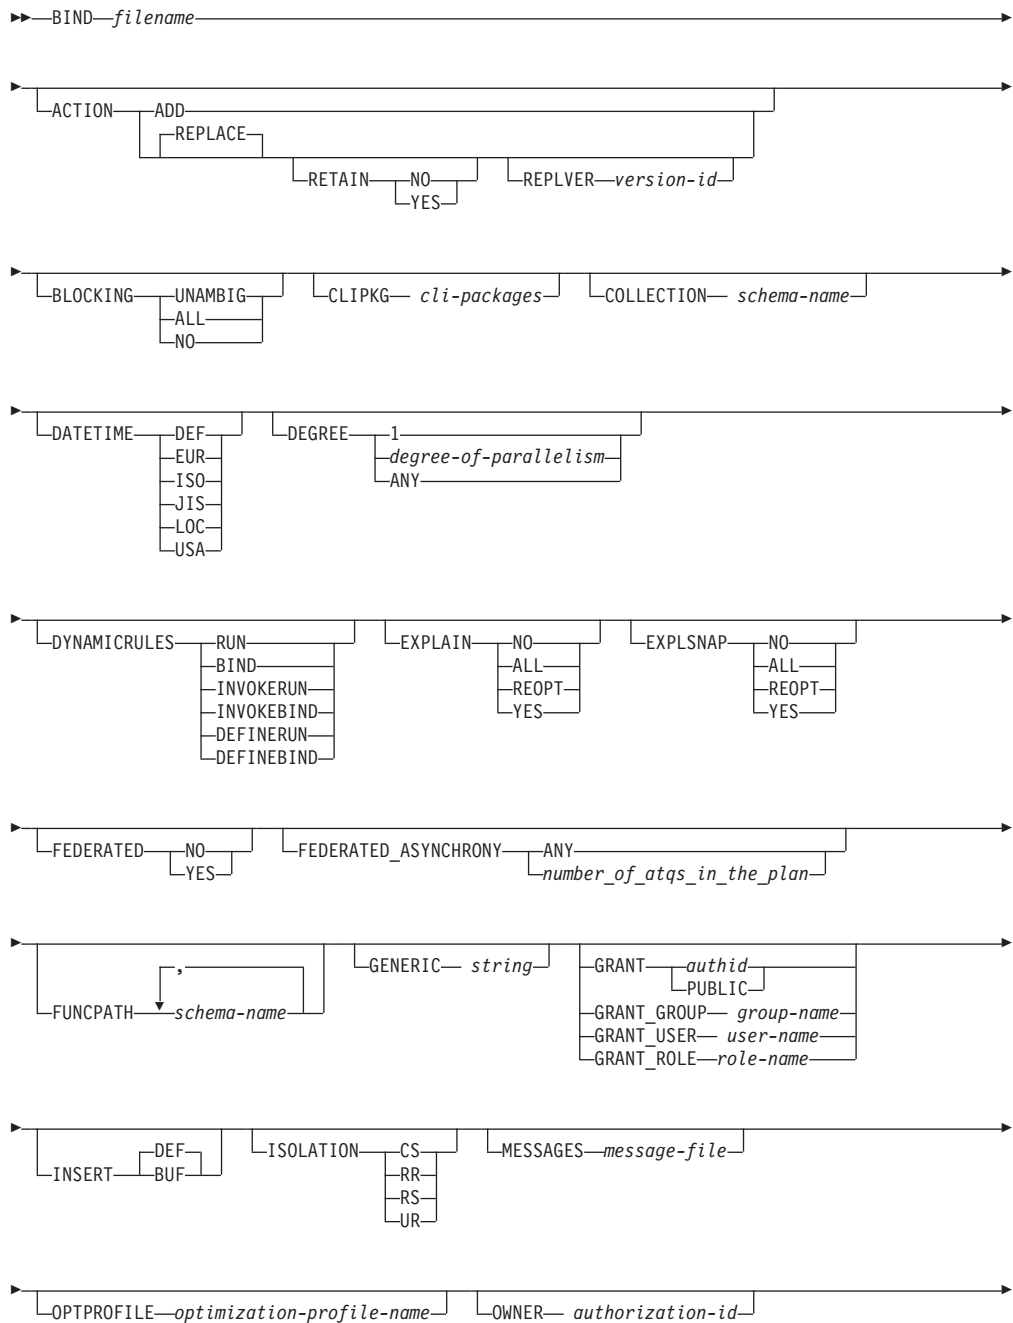 BIND filename
ACTION ADD
REPLACE
RETAIN NO REPLVER version-id
YES
BLOCKING UNAMBIG CLIPKG cli-packages COLLECTION schema-name
ALL
NO
DATETIME DEF DEGREE 1
EUR degree-of-parallelism
ISO ANY
JIS
LOC
USA
DYNAMICRULES RUN EXPLAIN NO EXPLSNAP NO
BIND ALL ALL
INVOKERUN REOPT REOPT
INVOKEBIND YES YES
DEFINERUN
DEFINEBIND
FEDERATED NO FEDERATED_ASYNCHRONY ANY
YES number_of_atqs_in_the_plan
, GENERIC string GRANT authid
PUBLIC
FUNCPATH schema-name GRANT_GROUP group-name
GRANT_USER user-name
GRANT_ROLE role-name
DEF ISOLATION CS MESSAGES message-file
INSERT BUF RR
RS
UR
OPTPROFILE optimization-profile-name OWNER authorization-id